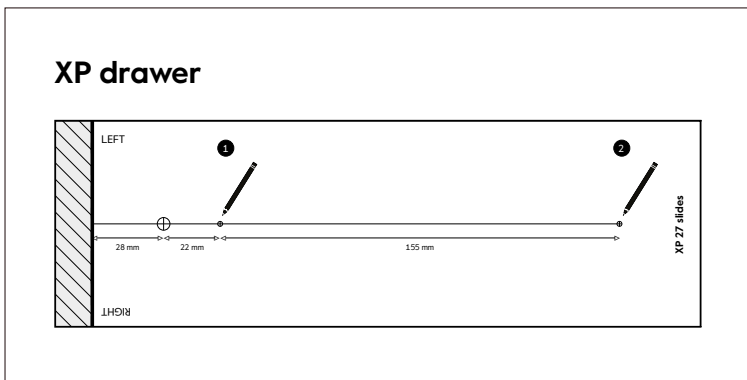 XP drawer
LEFT
1
2
XP 27 slides
28 mm
22 mm
155 mm
RIGHT